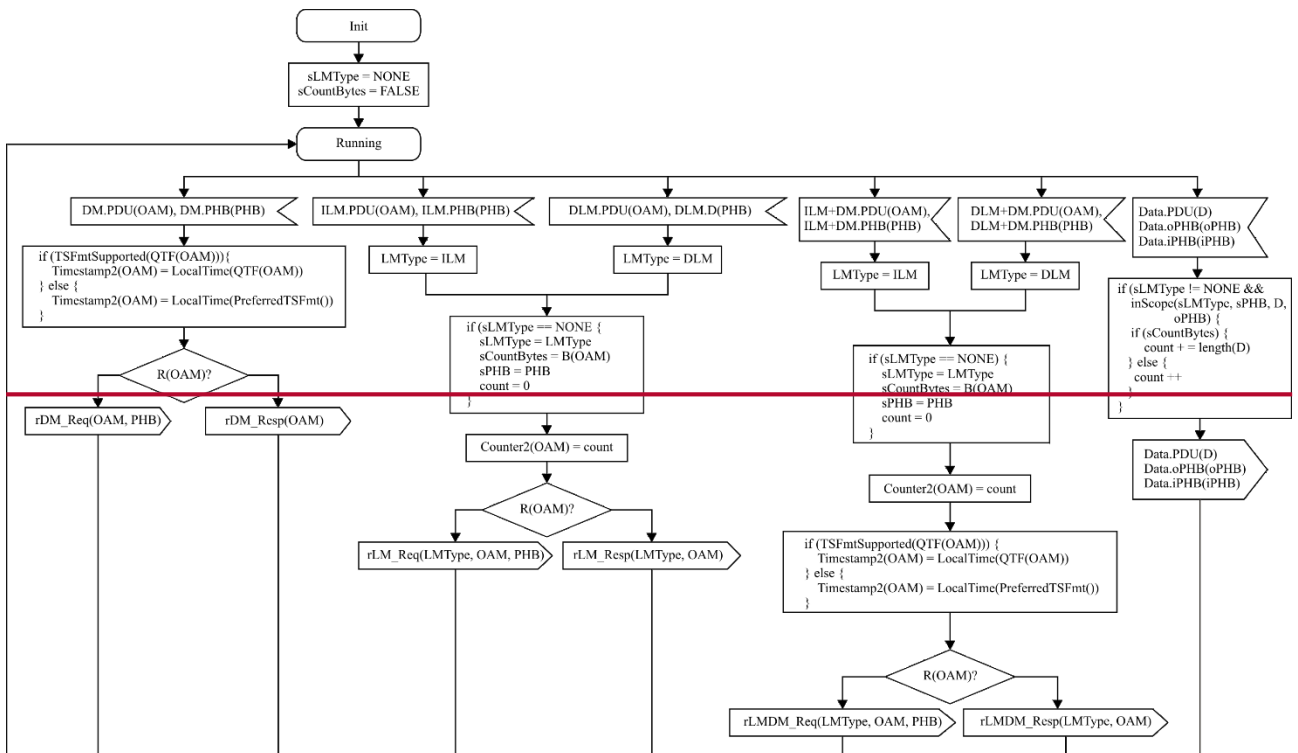 Init
sLMType = NONE
sCountBytes = FALSE
Running
DM.PDU(OAM), DM.PHB(PHB)
ILM.PDU(OAM), ILM.PHB(PHB)
DLM.PDU(OAM), DLM.D(PHB)
ILM+DM.PDU(OAM),
ILM+DM.PHB(PHB)
DLM+DM.PDU(OAM),
DLM+DM.PHB(PHB)
Data.PDU(D)
Data.oPHB(oPHB)
Data.iPHB(iPHB)
if (TSFmtSupported(QTF(OAM))){
Timestamp2(OAM) = LocalTime(QTF(OAM))
} else {
Timestamp2(OAM) = LocalTime(PreferredTSFmt())
}
LMType = ILM
LMType = DLM
LMType = ILM
LMType = DLM
if (sLMType != NONE &&
inScope(sLMType, sPHB, D,
oPHB) {
if (sCountBytes) {
count + = length(D)
} else {
count ++
}
}
if (sLMType == NONE {
sLMType = LMType
sCountBytes = B(OAM)
sPHB = PHB
count = 0
}
if (sLMType == NONE) {
sLMType = LMType
sCountBytes = B(OAM)
sPHB = PHB
count = 0
}
R(OAM)?
rDM_Req(OAM, PHB)
rDM_Resp(OAM)
Counter2(OAM) = count
Data.PDU(D)
Data.oPHB(oPHB)
Data.iPHB(iPHB)
Counter2(OAM) = count
R(OAM)?
rLM_Req(LMType, OAM, PHB)
rLM_Resp(LMType, OAM)
if (TSFmtSupported(QTF(OAM))) {
Timestamp2(OAM) = LocalTime(QTF(OAM))
} else {
Timestamp2(OAM) = LocalTime(PreferredTSFmt())
}
R(OAM)?
rLMDM_Req(LMType, OAM, PHB)
rLMDM_Resp(LMType, OAM)